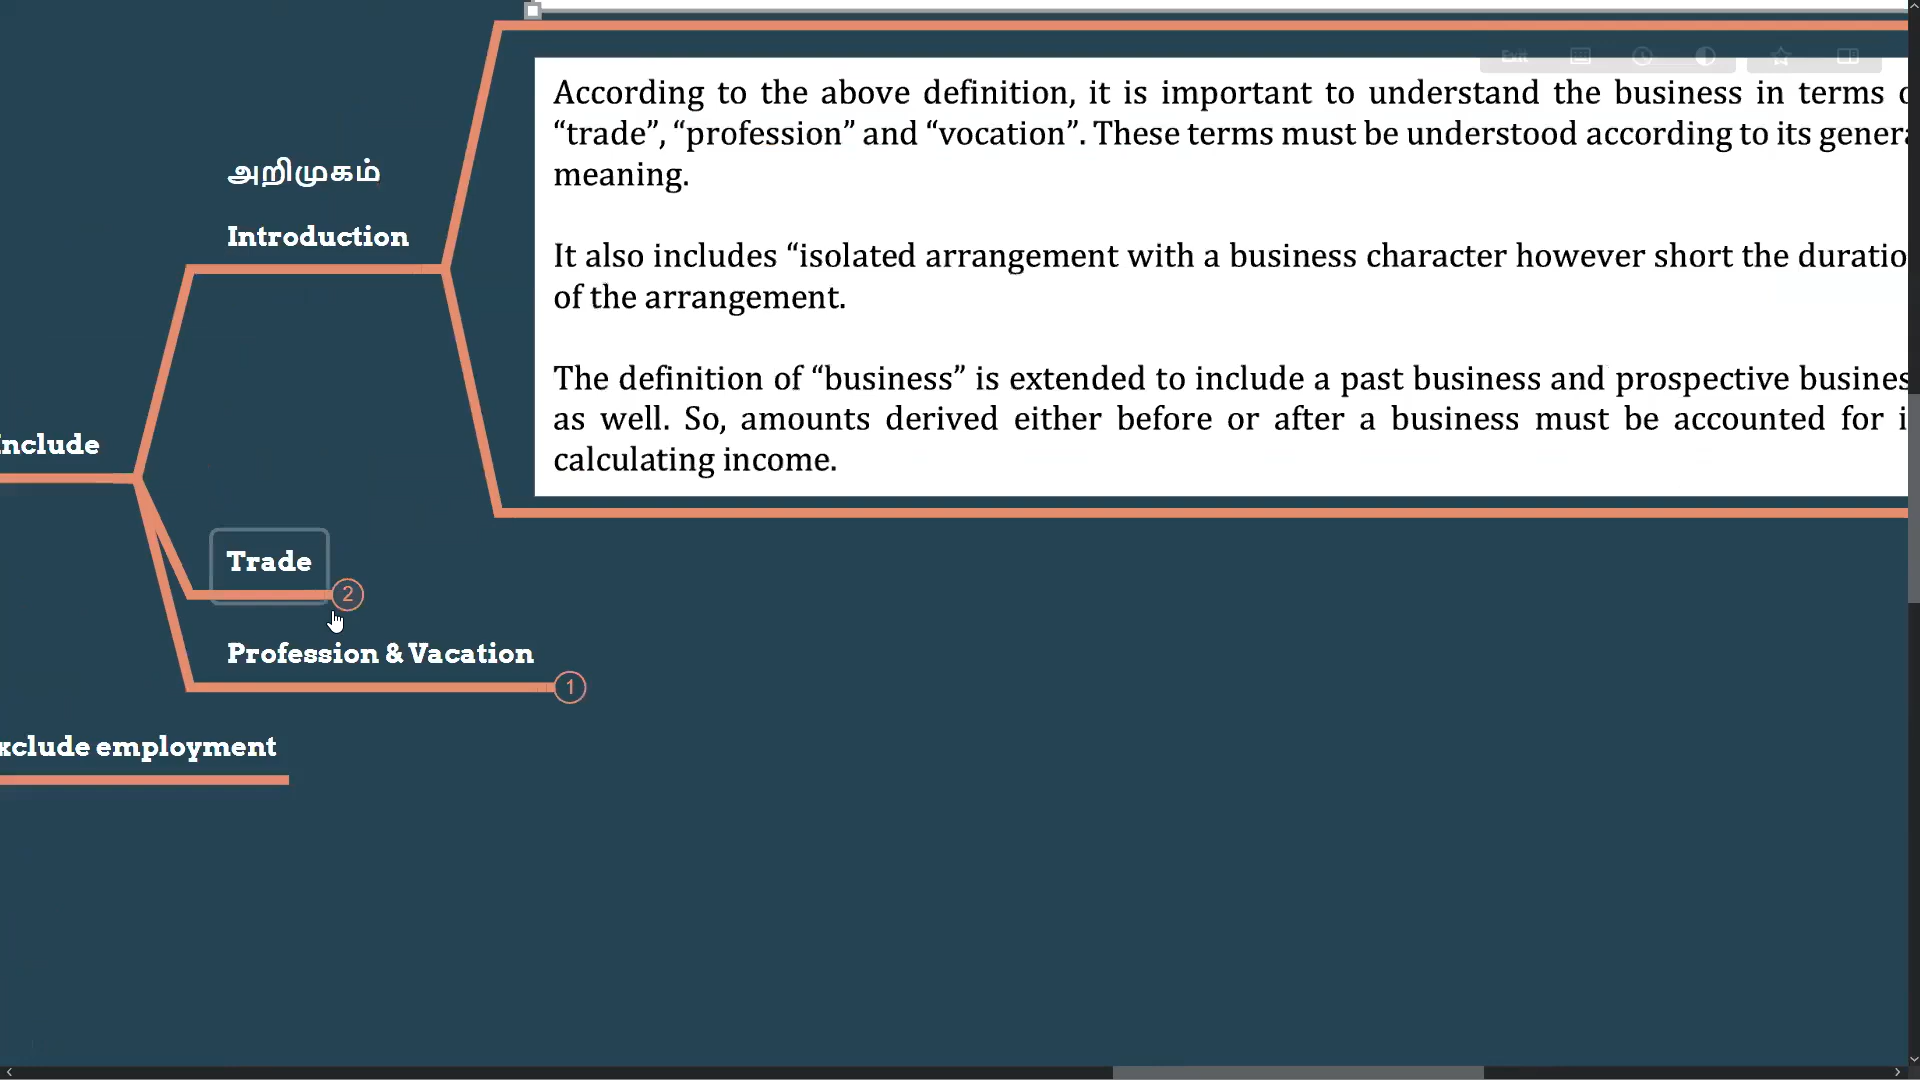 Exit
According to the above definition, it is important to understand the business in terms
“trade”, “profession” and “vocation”. These terms must be understood according to its
meaning.
It also includes “isolated arrangement with a business character however short the
of the arrangement.
The definition of “business” is extended to include a past business and prospective
as well. So, amounts derived either before or after a business must be accounted for
calculating income.
அறிமுகம்
Introduction
Include
Trade
2
Profession & Vacation
1
xclude employment